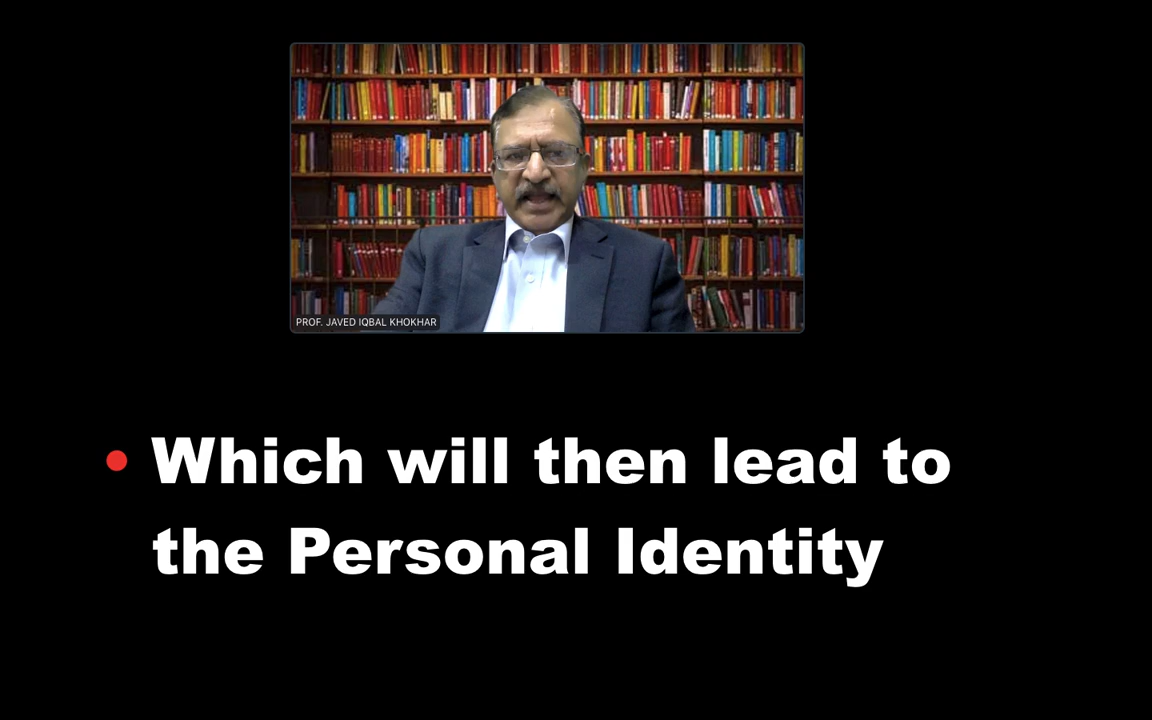 PROF. JAVED IQBAL KHOKHAR
• Which will then lead to
the Personal Identity